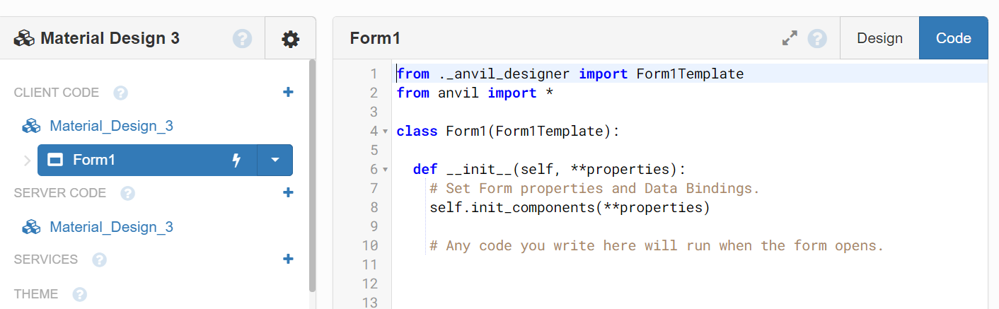 Material Design 3 ?
CLIENT CODE ? +
Material_Design_3
Form1
SERVER CODE ? +
Material_Design_3
SERVICES ? +
THEME ?
Form1 ? Design Code
1 from ._anvil_designer import Form1Template
2 from anvil import *
3
4 class Form1(Form1Template):
5
6   def __init__(self, **properties):
7     # Set Form properties and Data Bindings.
8     self.init_components(**properties)
9
10     # Any code you write here will run when the form opens.
11
12
13